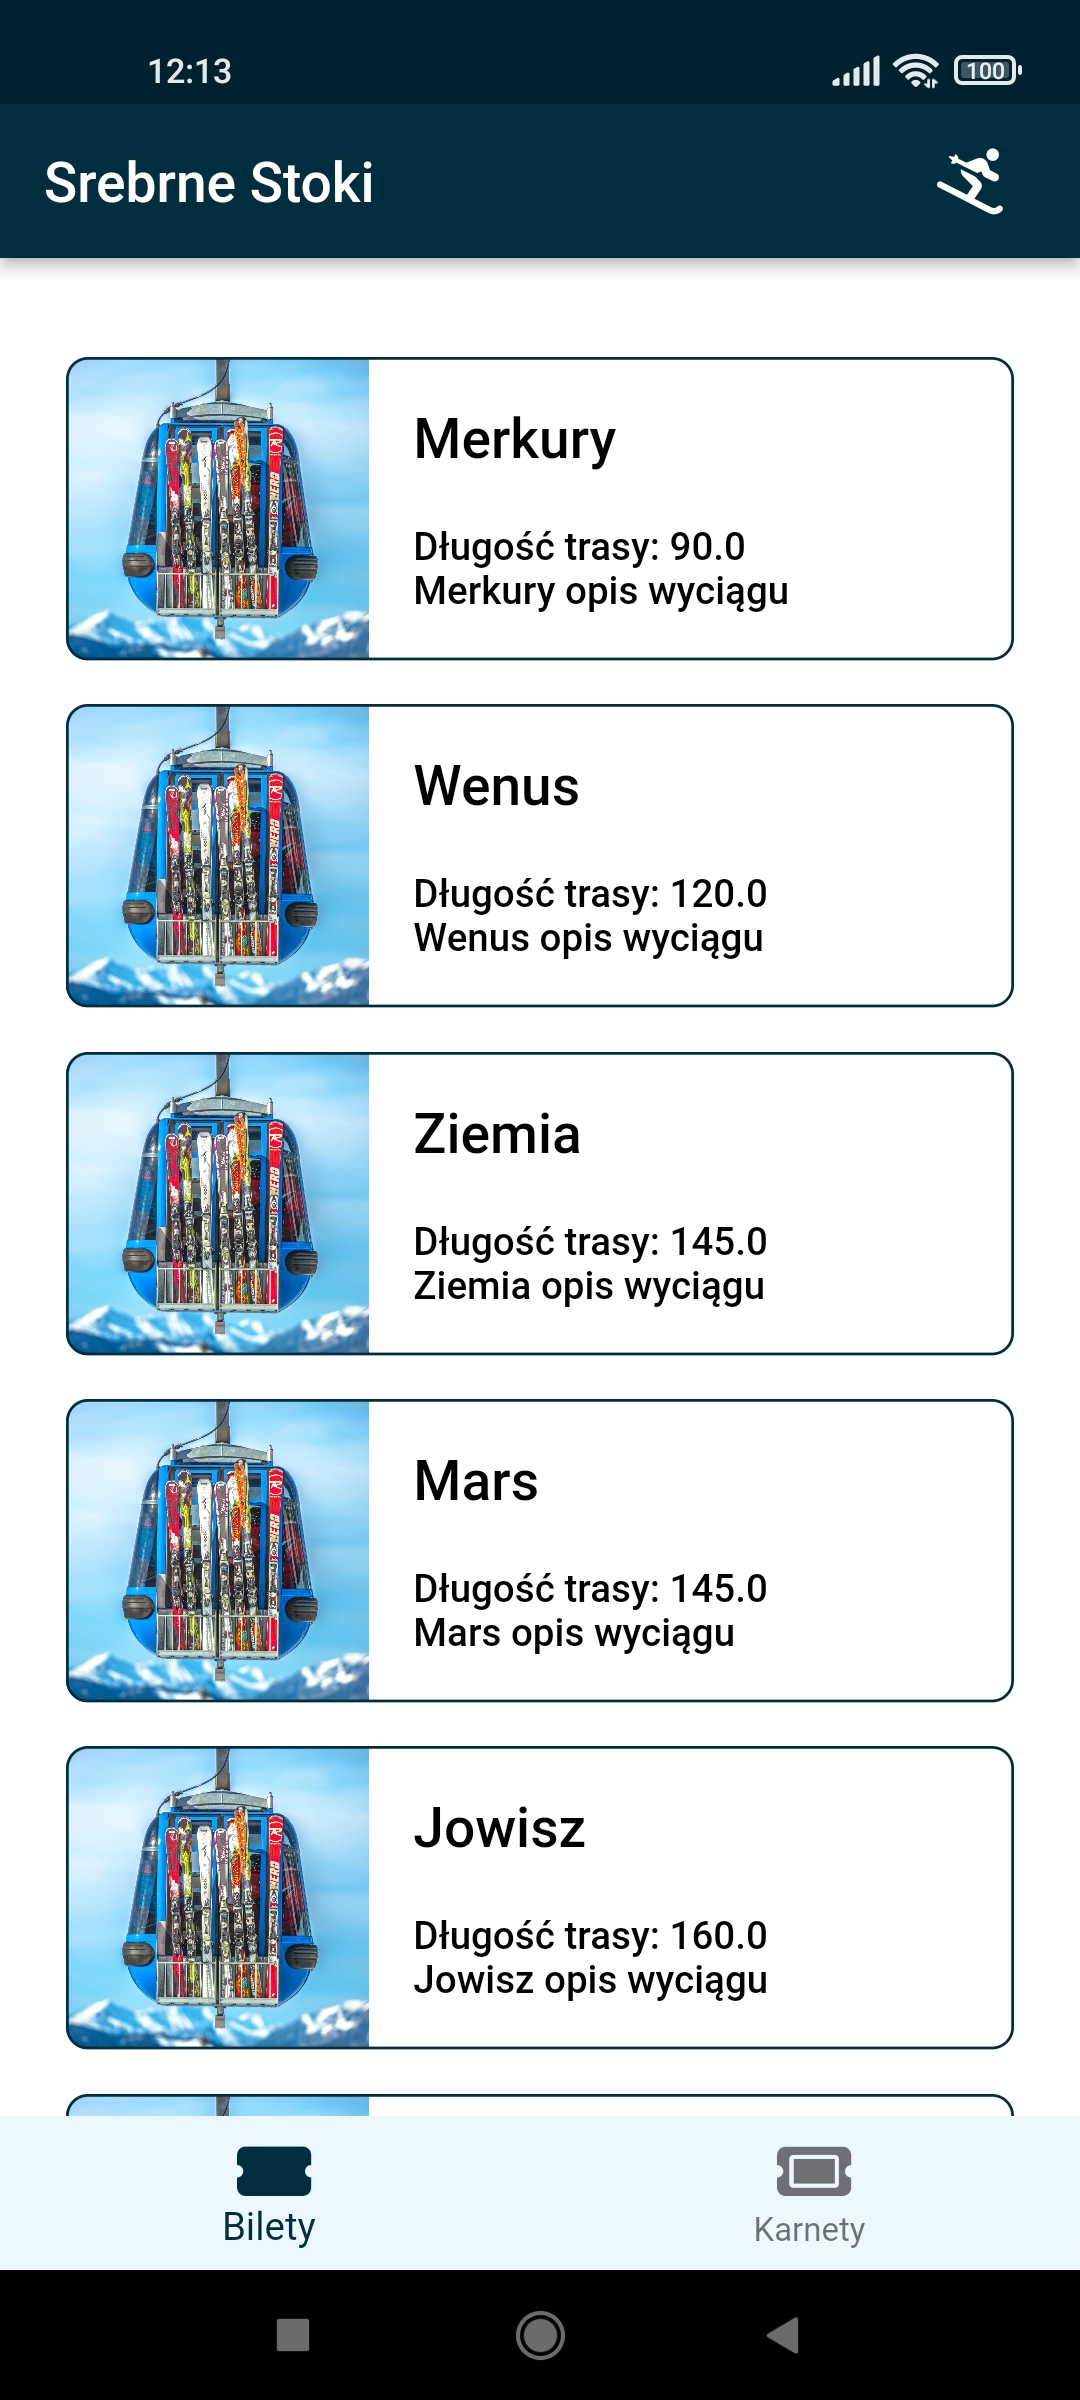 12:13
100
Srebrne Stoki
Merkury
Długość trasy: 90.0
Merkury opis wyciągu
Wenus
Długość trasy: 120.0
Wenus opis wyciągu
Ziemia
Długość trasy: 145.0
Ziemia opis wyciągu
Mars
Długość trasy: 145.0
Mars opis wyciągu
Jowisz
Długość trasy: 160.0
Jowisz opis wyciągu
Bilety
Karnety